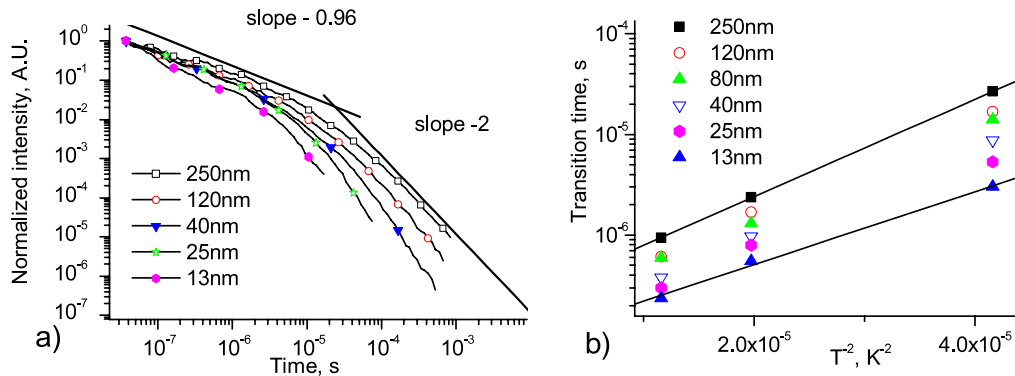 slope - 0.96
slope -2
Normalized intensity, A.U.
10^0
10^-1
10^-2
10^-3
10^-4
10^-5
10^-6
10^-7
250nm
120nm
40nm
25nm
13nm
10^-7
10^-6
10^-5
10^-4
10^-3
a)
Time, s
Transition time, s
10^-5
10^-6
250nm
120nm
80nm
40nm
25nm
13nm
2.0x10^-5
4.0x10^-5
b)
T^-2, K^-2